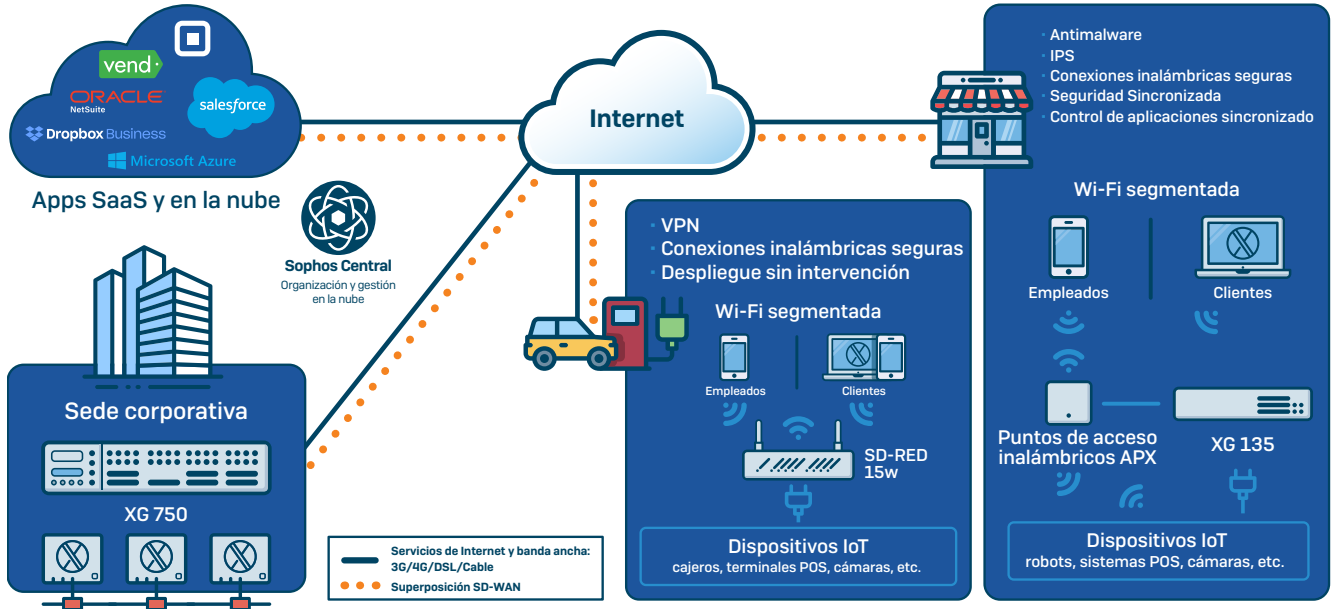 vend
ORACLE
NetSuite
salesforce
Dropbox Business
Microsoft Azure
Apps SaaS y en la nube
Sophos Central
Organización y gestión
en la nube
Sede corporativa
XG 750
Internet
Servicios de Internet y banda ancha:
3G/4G/DSL/Cable
Superposición SD-WAN
· VPN
· Conexiones inalámbricas seguras
· Despliegue sin intervención
Wi-Fi segmentada
Empleados
Clientes
SD-RED
15w
Dispositivos IoT
cajeros, terminales POS, cámaras, etc.
· Antimalware
· IPS
· Conexiones inalámbricas seguras
· Seguridad Sincronizada
· Control de aplicaciones sincronizado
Wi-Fi segmentada
Empleados
Clientes
Puntos de acceso
inalámbricos APX
XG 135
Dispositivos IoT
robots, sistemas POS, cámaras, etc.